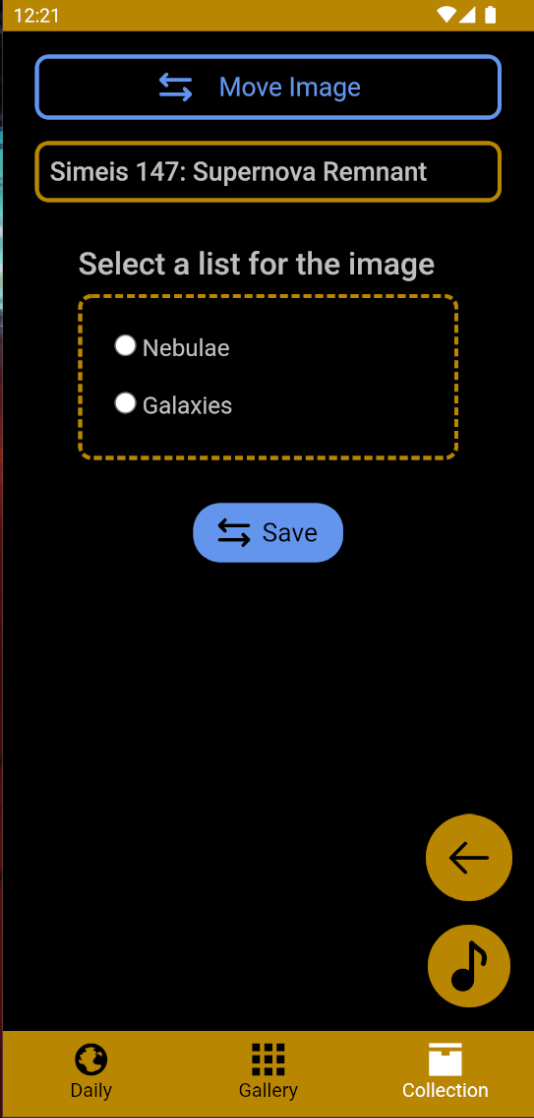 12:21
Move Image
Simeis 147: Supernova Remnant
Select a list for the image
Nebulae
Galaxies
Save
Daily
Gallery
Collection